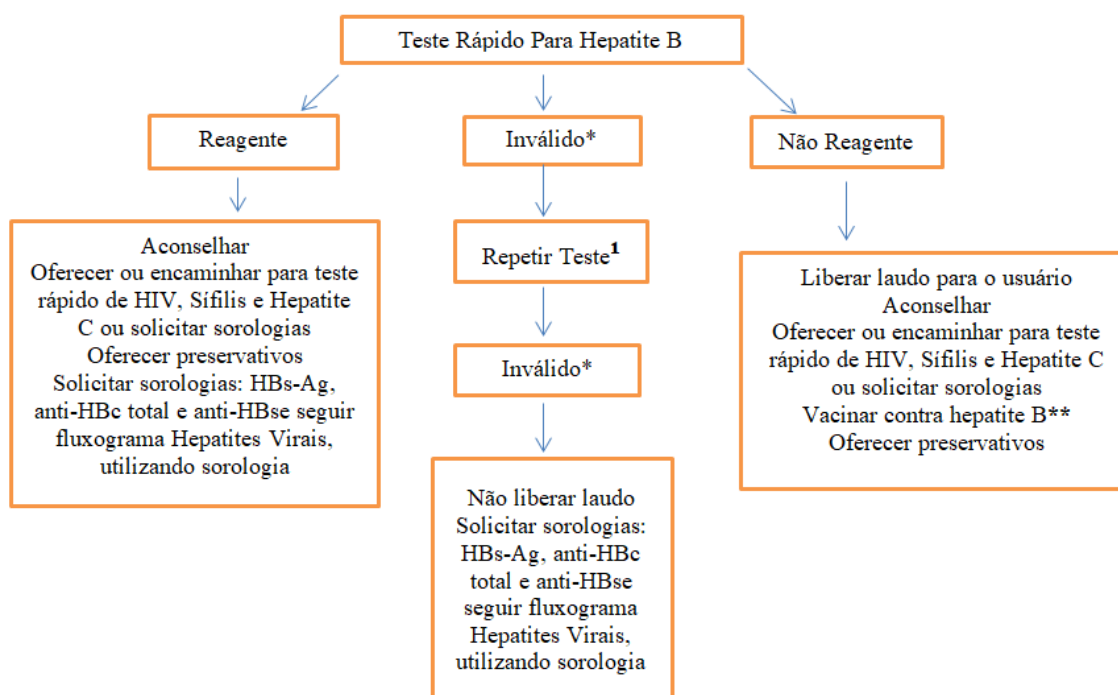 Teste Rápido Para Hepatite B
Reagente
Inválido*
Não Reagente
Aconselhar
Oferecer ou encaminhar para teste
rápido de HIV, Sífilis e Hepatite
C ou solicitar sorologias
Oferecer preservativos
Solicitar sorologias: HBs-Ag,
anti-HBc total e anti-HBse seguir
fluxograma Hepatites Virais,
utilizando sorologia
Repetir Teste¹
Inválido*
Não liberar laudo
Solicitar sorologias:
HBs-Ag, anti-HBc
total e anti-HBse
seguir fluxograma
Hepatites Virais,
utilizando sorologia
Liberar laudo para o usuário
Aconselhar
Oferecer ou encaminhar para teste
rápido de HIV, Sífilis e Hepatite C
ou solicitar sorologias
Vacinar contra hepatite B**
Oferecer preservativos